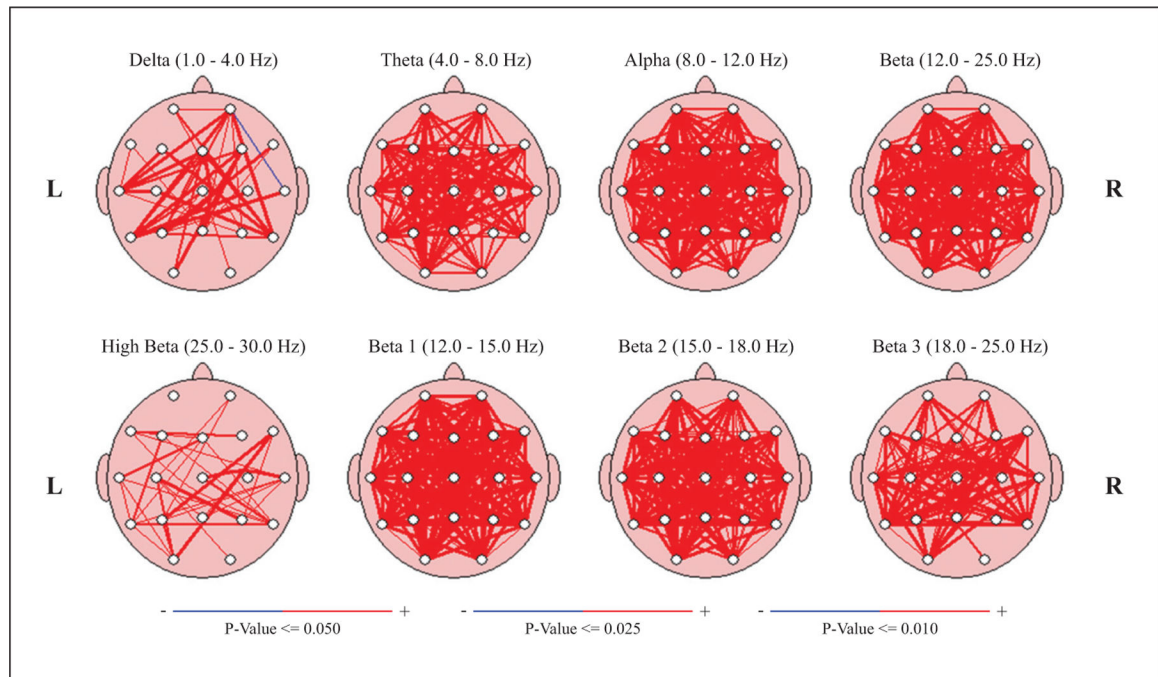 Delta (1.0 - 4.0 Hz) Theta (4.0 - 8.0 Hz) Alpha (8.0 - 12.0 Hz) Beta (12.0 - 25.0 Hz)
L R
High Beta (25.0 - 30.0 Hz) Beta 1 (12.0 - 15.0 Hz) Beta 2 (15.0 - 18.0 Hz) Beta 3 (18.0 - 25.0 Hz)
L R
- + - + - +
P-Value <= 0.050 P-Value <= 0.025 P-Value <= 0.010